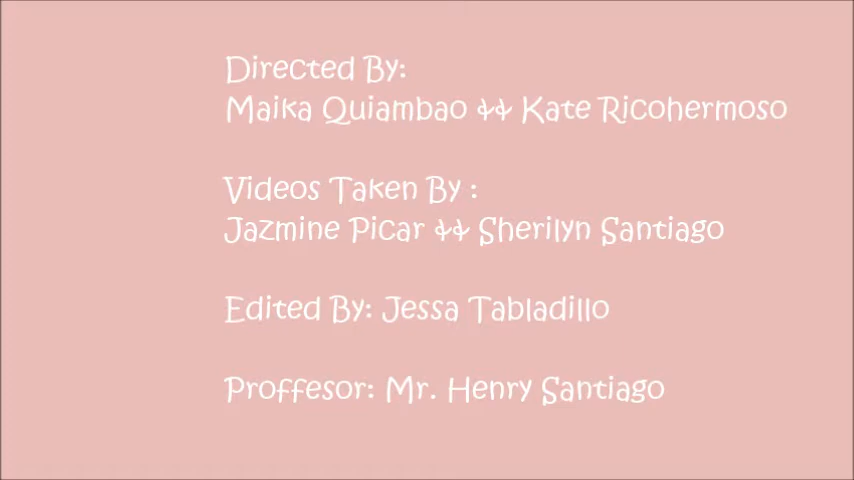 Directed By:
Maika Quiambao && Kate Ricohermoso
Videos Taken By :
Jazmine Picar && Sherilyn Santiago
Edited By: Jessa Tabladillo
Proffesor: Mr. Henry Santiago